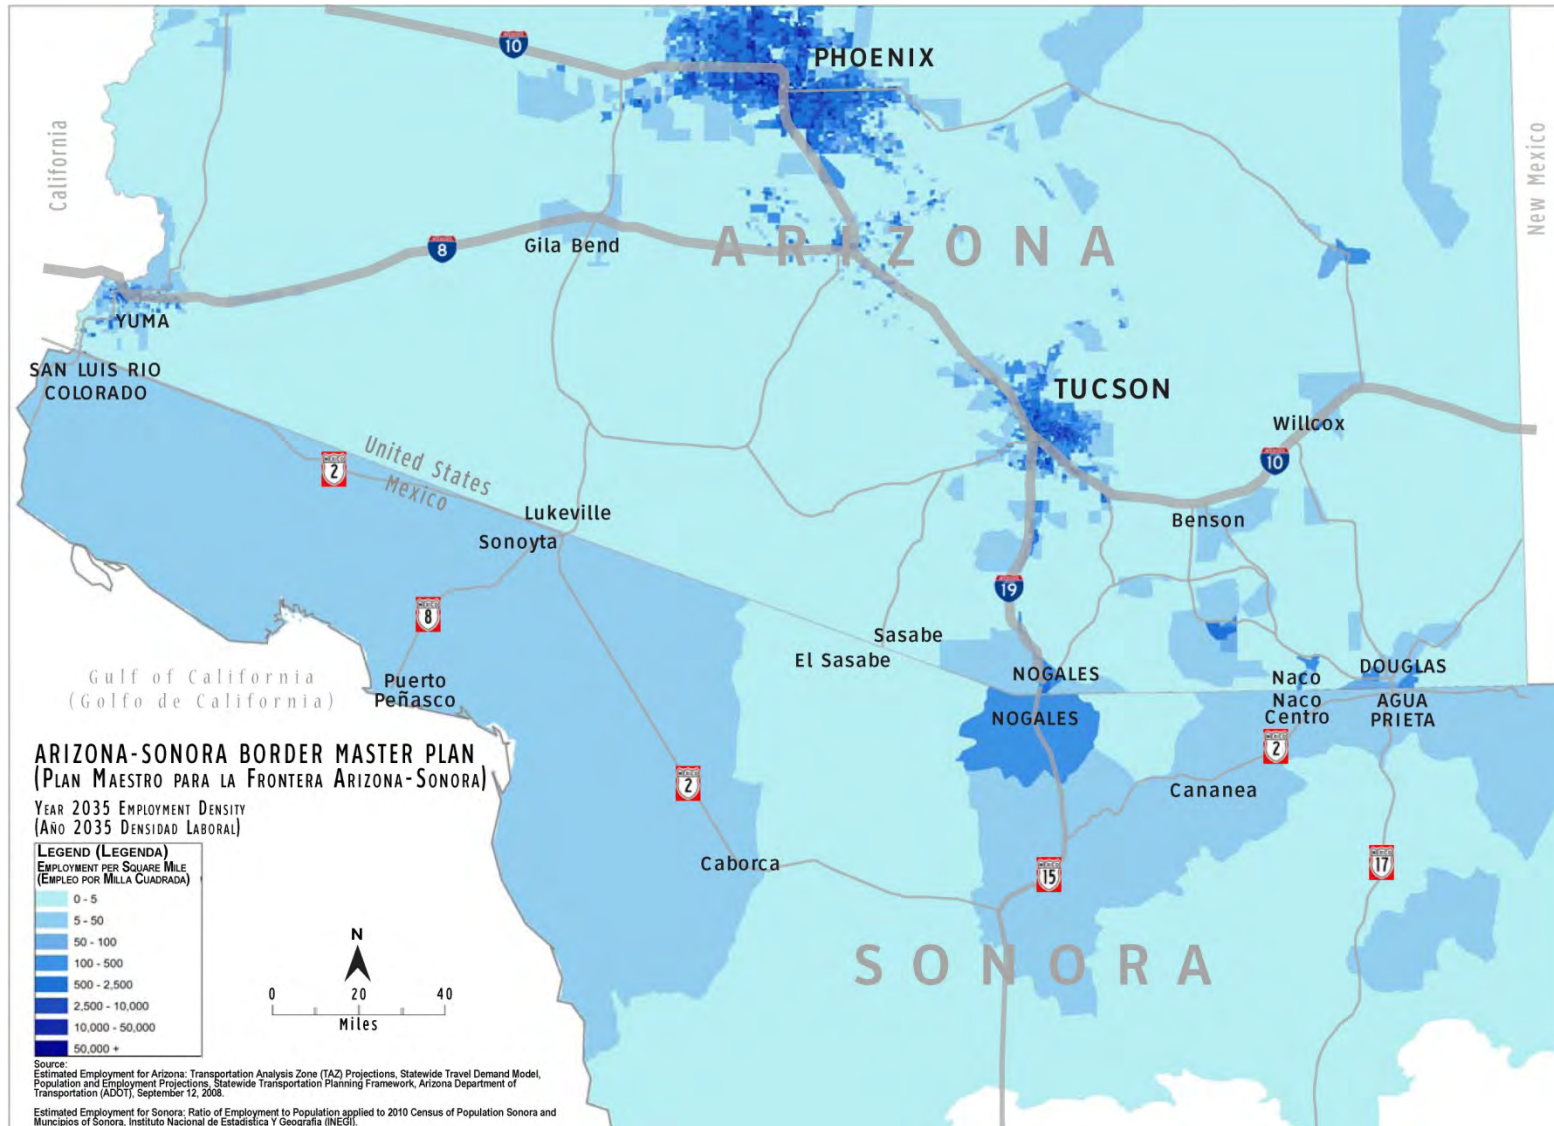 10
PHOENIX
California
New Mexico
ARIZONA
8
Gila Bend
YUMA
SAN LUIS RIO
COLORADO
TUCSON
Willcox
United States
Mexico
MEXICO
2
10
Lukeville
Benson
Sonoyta
19
MEXICO
8
Sasabe
El Sasabe
Gulf of California
(Golfo de California)
Puerto
Peñasco
NOGALES
NOGALES
Naco
Naco
Centro
DOUGLAS
AGUA
PRIETA
MEXICO
2
MEXICO
2
Cananea
Caborca
MEXICO
15
MEXICO
17
SONORA
ARIZONA-SONORA BORDER MASTER PLAN
(PLAN MAESTRO PARA LA FRONTERA ARIZONA-SONORA)
YEAR 2035 EMPLOYMENT DENSITY
(AÑO 2035 DENSIDAD LABORAL)
LEGEND (LEGENDA)
EMPLOYMENT PER SQUARE MILE
(EMPLEO POR MILLA CUADRADA)
0 - 5
5 - 50
50 - 100
100 - 500
500 - 2,500
2,500 - 10,000
10,000 - 50,000
50,000 +
N
0 20 40
Miles
Source:
Estimated Employment for Arizona: Transportation Analysis Zone (TAZ) Projections, Statewide Travel Demand Model,
Population and Employment Projections, Statewide Transportation Planning Framework, Arizona Department of
Transportation (ADOT), September 12, 2008.
Estimated Employment for Sonora: Ratio of Employment to Population applied to 2010 Census of Population Sonora and
Muncipios of Sonora, Instituto Nacional de Estadistica Y Geografia (INEGI).